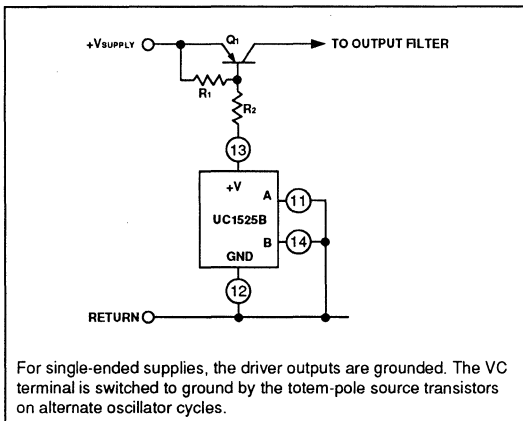 +VSUPPLY
Q1
TO OUTPUT FILTER
R1
R2
13
+V
A
11
UC1525B
B
14
GND
12
RETURN
For single-ended supplies, the driver outputs are grounded. The VC
terminal is switched to ground by the totem-pole source transistors
on alternate oscillator cycles.